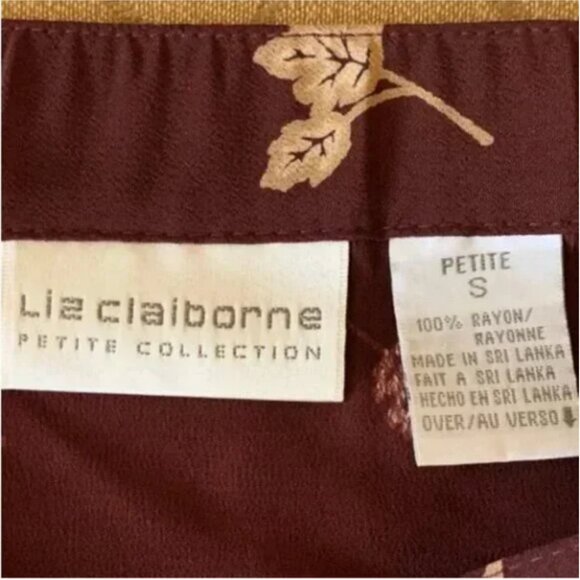 Liz claiborne
PETITE COLLECTION
PETITE
S
100% RAYON/
RAYONNE
MADE IN SRI LANKA
FAIT A SRI LANKA
HECHO EN SRI LANKA
OVER/AU VERSO